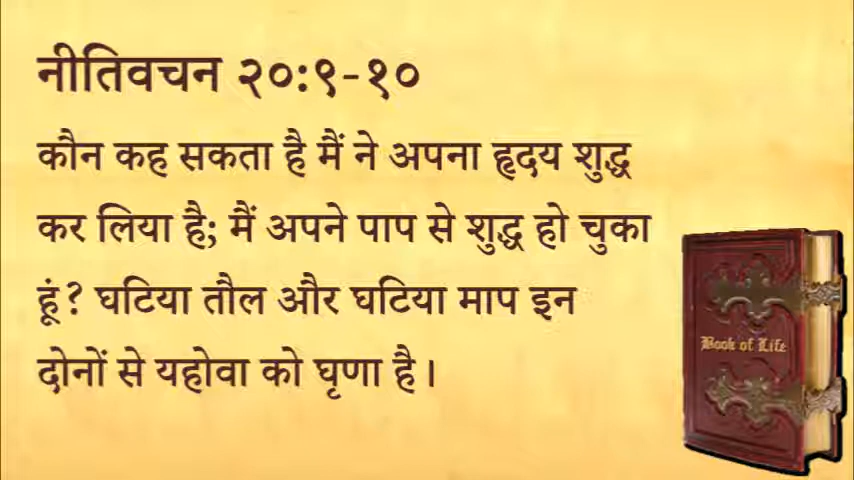 नीतिवचन २०:९-१०
कौन कह सकता है मैं ने अपना हृदय शुद्ध
कर लिया है; मैं अपने पाप से शुद्ध हो चुका
हूं? घटिया तौल और घटिया माप इन
दोनों से यहोवा को घृणा है।
Book of Life